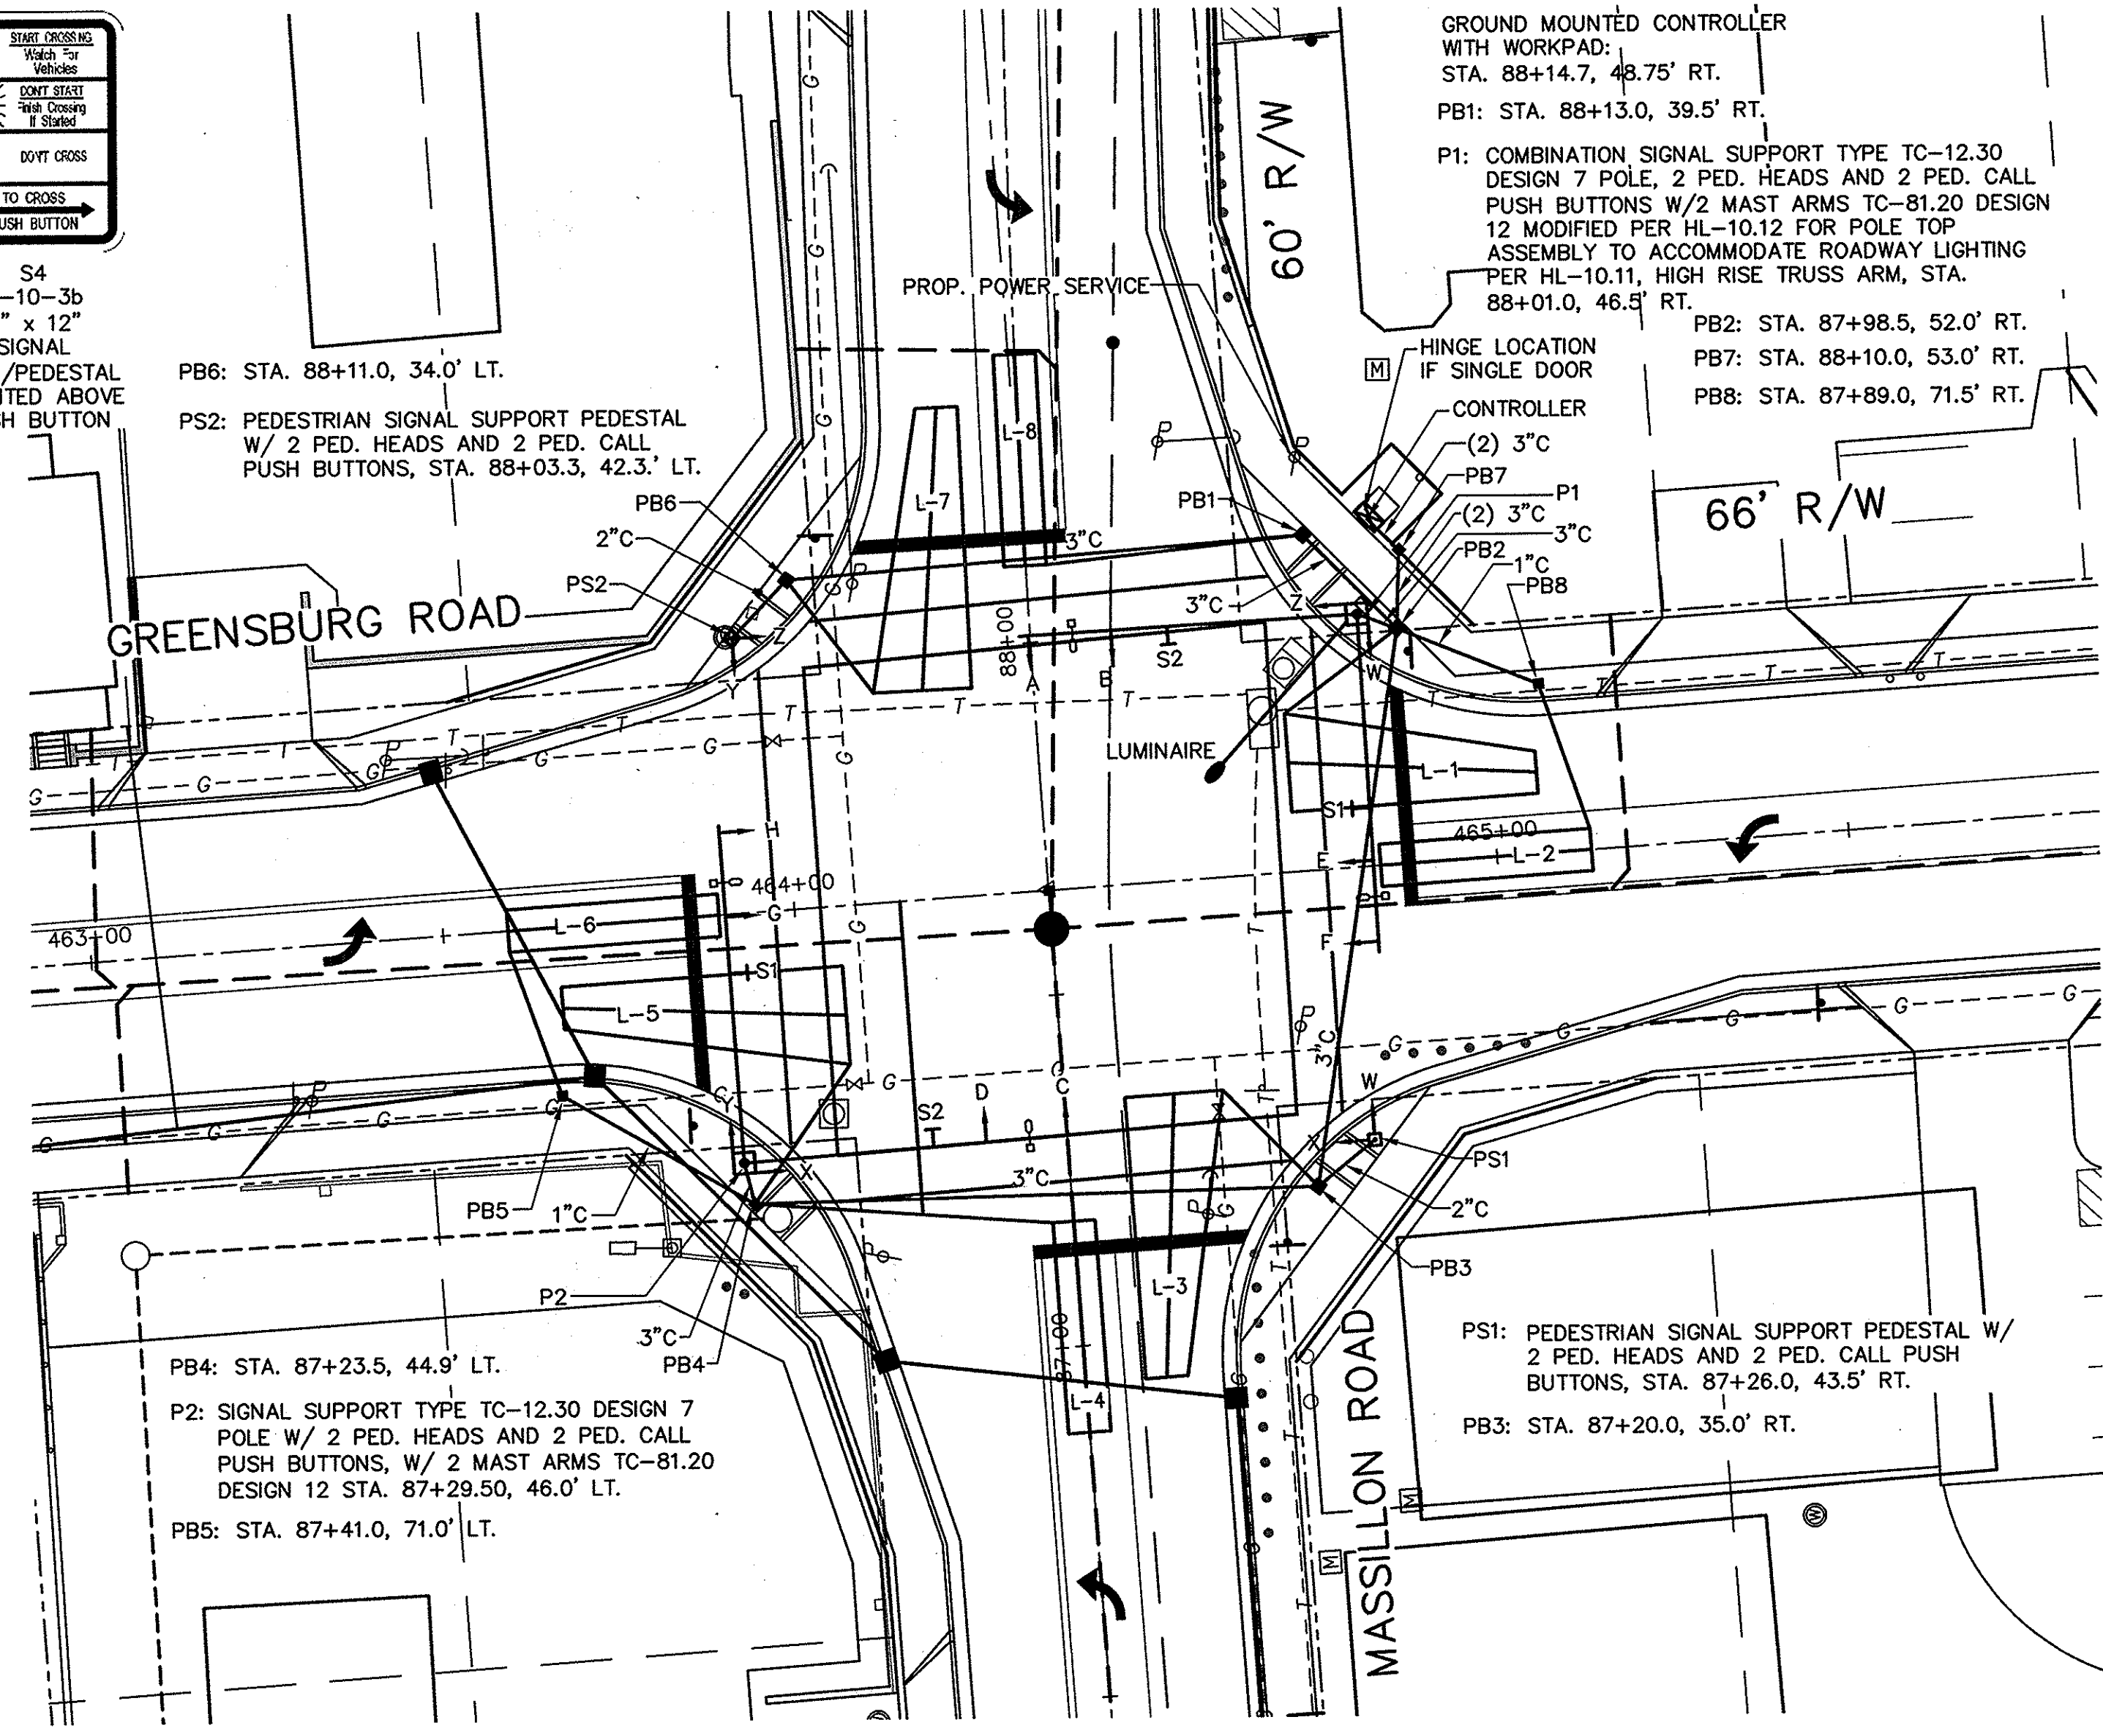 START CROSSING
Watch For
Vehicles
DON'T START
Finish Crossing
If Started
DON'T CROSS
TO CROSS
PUSH BUTTON
S4
-10-3b
" x 12"
SIGNAL
/PEDESTAL
ABOVE
BUTTON
PB6: STA. 88+11.0, 34.0' LT.
PS2: PEDESTRIAN SIGNAL SUPPORT PEDESTAL
W/ 2 PED. HEADS AND 2 PED. CALL
PUSH BUTTONS, STA. 88+03.3, 42.3.' LT.
GROUND MOUNTED CONTROLLER
WITH WORKPAD:
STA. 88+14.7, 48.75' RT.
PB1: STA. 88+13.0, 39.5' RT.
P1: COMBINATION SIGNAL SUPPORT TYPE TC-12.30
DESIGN 7 POLE, 2 PED. HEADS AND 2 PED. CALL
PUSH BUTTONS W/2 MAST ARMS TC-81.20 DESIGN
12 MODIFIED PER HL-10.12 FOR POLE TOP
ASSEMBLY TO ACCOMMODATE ROADWAY LIGHTING
PER HL-10.11, HIGH RISE TRUSS ARM, STA.
88+01.0, 46.5' RT.
PB2: STA. 87+98.5, 52.0' RT.
PB7: STA. 88+10.0, 53.0' RT.
PB8: STA. 87+89.0, 71.5' RT.
60' R/W
PROP. POWER SERVICE
HINGE LOCATION
IF SINGLE DOOR
M
CONTROLLER
(2) 3"C
PB7
P1
(2) 3"C
3"C
PB2
1"C
PB8
66' R/W
L-8
L-7
PB6
2"C
PS2
PB1
3"C
3"C
Z
Z
Y
W
GREENSBURG ROAD
88+00
A
B
S2
T T T T T T T
G G G G G G
LUMINAIRE
L-1
S1
465+00
L-2
E
F
H
464+00
G
L-6
463+00
S1
L-5
3"C
W
S2
D
C
Y
X
X
3"C
PS1
2"C
PB3
PB5
1"C
P2
3"C
PB4
L-3
87+00
L-4
MASSILLON ROAD
M
M
W
PB4: STA. 87+23.5, 44.9' LT.
P2: SIGNAL SUPPORT TYPE TC-12.30 DESIGN 7
POLE W/ 2 PED. HEADS AND 2 PED. CALL
PUSH BUTTONS, W/ 2 MAST ARMS TC-81.20
DESIGN 12 STA. 87+29.50, 46.0' LT.
PB5: STA. 87+41.0, 71.0' LT.
PS1: PEDESTRIAN SIGNAL SUPPORT PEDESTAL W/
2 PED. HEADS AND 2 PED. CALL PUSH
BUTTONS, STA. 87+26.0, 43.5' RT.
PB3: STA. 87+20.0, 35.0' RT.